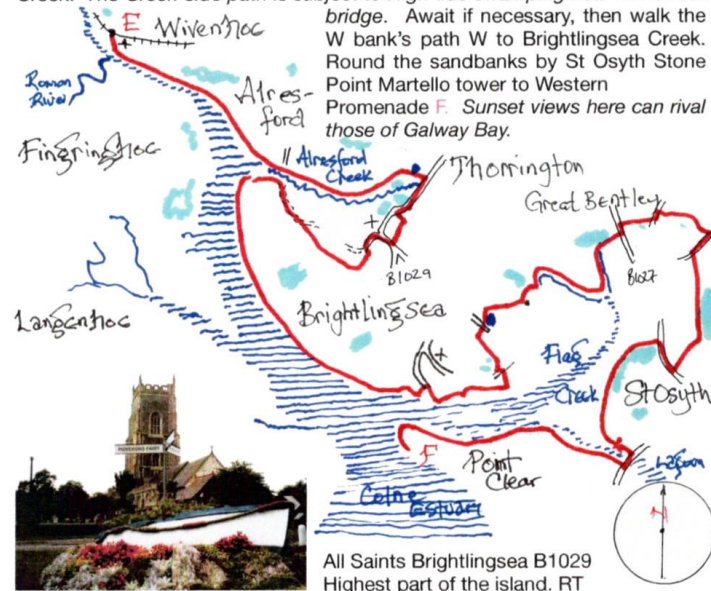 bridge. Await if necessary, then walk the
W bank's path W to Brightlingsea Creek.
Round the sandbanks by St Osyth Stone
Point Martello tower to Western
Promenade F. Sunset views here can rival
those of Galway Bay.
E
Wivenhoe
Roman
River
Alres-
ford
Fingringhoe
Alresford
Creek
Thorrington
Great Bentley
B1029
B1027
Langenhoe
Brightlingsea
Flag
Creek
St Osyth
F
Point
Clear
Lagoon
Colne
Estuary
N
All Saints Brightlingsea B1029
Highest part of the island. RT